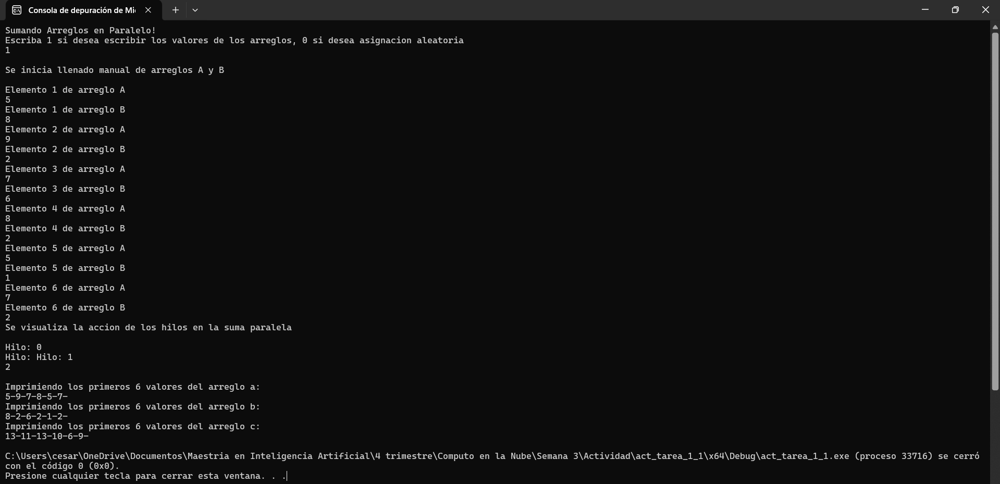 Consola de depuración de Mi
Sumando Arreglos en Paralelo!
Escriba 1 si desea escribir los valores de los arreglos, 0 si desea asignacion aleatoria
1
Se inicia llenado manual de arreglos A y B
Elemento 1 de arreglo A
5
Elemento 1 de arreglo B
8
Elemento 2 de arreglo A
9
Elemento 2 de arreglo B
2
Elemento 3 de arreglo A
7
Elemento 3 de arreglo B
6
Elemento 4 de arreglo A
8
Elemento 4 de arreglo B
2
Elemento 5 de arreglo A
5
Elemento 5 de arreglo B
1
Elemento 6 de arreglo A
7
Elemento 6 de arreglo B
2
Se visualiza la accion de los hilos en la suma paralela
Hilo: 0
Hilo: Hilo: 1
2
Imprimiendo los primeros 6 valores del arreglo a:
5-9-7-8-5-7-
Imprimiendo los primeros 6 valores del arreglo b:
8-2-6-2-1-2-
Imprimiendo los primeros 6 valores del arreglo c:
13-11-13-10-6-9-
C:\Users\cesar\OneDrive\Documentos\Maestria en Inteligencia Artificial\4 trimestre\Computo en la Nube\Semana 3\Actividad\act_tarea_1_1\x64\Debug\act_tarea_1_1.exe (proceso 33716) se cerró
con el código 0 (0x0).
Presione cualquier tecla para cerrar esta ventana. . .